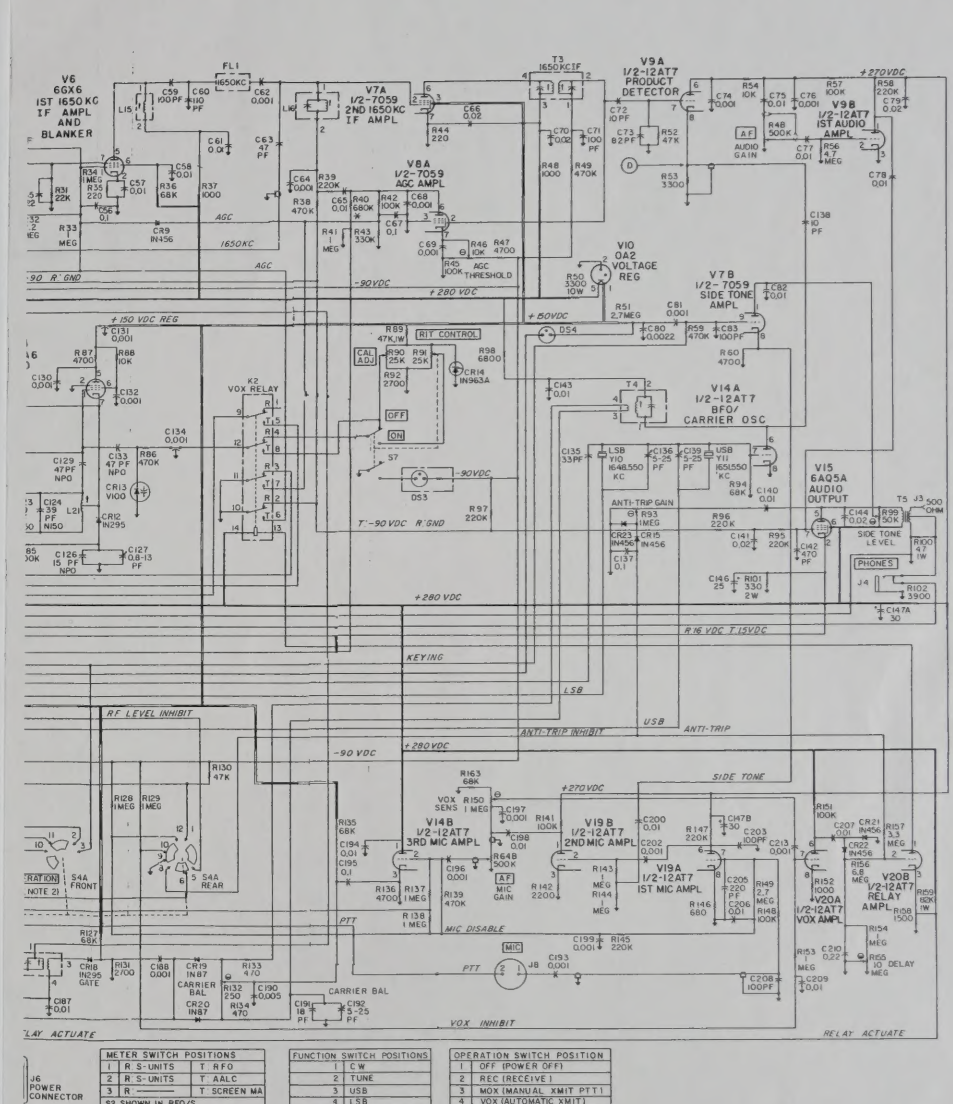 V6
6GX6
1ST 1650 KC
IF AMPL
AND
BLANKER
L15
C59
100 PF
C60
110
PF
FL1
1650KC
C62
0.001
L16
V7A
1/2-7059
2ND 1650KC
IF AMPL
C66
0.02
R44
220
T3
1650KC IF
V9A
1/2-12AT7
PRODUCT
DETECTOR
C72
10 PF
C73
82PF
R52
47K
C74
0.001
R54
10K
C75
0.01
C76
0.001
R57
100K
+270VDC
R58
220K
C79
0.02
V9B
1/2-12AT7
1ST AUDIO
AMPL
R48
500K
AF
AUDIO
GAIN
C77
0.01
R56
4.7
MEG
C78
0.01
D
R53
3300
C138
10
PF
R31
22K
R34
1 MEG
R35
220
C57
0.01
C56
0.1
R36
68K
C58
0.01
R37
1000
C61
0.01
C63
47
PF
C64
0.001
R39
220K
R38
470K
V8A
1/2-7059
AGC AMPL
C65
0.01
R40
680K
R42
100K
C68
0.001
C67
0.1
R41
1
MEG
R43
330K
C69
0.001
R45
100K
R46
10K
AGC
THRESHOLD
R47
4700
C70
0.02
C71
100
PF
R48
1000
R49
470K
R33
1
MEG
CR9
IN456
AGC
1650KC
AGC
-90 R GND
-90VDC
+280 VDC
V10
OA2
VOLTAGE
REG
R50
3300
10W
R51
2.7MEG
+150VDC
DS4
C81
0.001
C80
0.0022
R59
470K
C83
100PF
V7B
1/2-7059
SIDE TONE
AMPL
C82
0.01
R60
4700
+150 VDC REG
C131
0.001
R87
4700
R88
10K
C130
0.001
C132
0.001
C134
0.001
C133
47 PF
NPO
R86
470K
C129
47PF
NPO
CR13
V100
C124
39
PF
N150
L21
CR12
IN295
C126
15 PF
NPO
C127
0.8-13
PF
K2
VOX RELAY
R89
47K,1W
RIT CONTROL
CAL
ADJ
R90
25K
R91
25K
R92
2700
CR14
IN963A
R98
6800
OFF
ON
S7
DS3
-90VDC
R97
220K
T -90 VDC R GND
C143
0.01
T4
V14A
1/2-12AT7
BFO/
CARRIER OSC
C135
33PF
LSB
Y10
1648.550
KC
C136
5-25
PF
C139
5-25
PF
USB
Y11
1651.550
KC
R94
68K
C140
0.01
ANTI-TRIP GAIN
R93
1MEG
CR23
IN456
CR15
IN456
C137
0.1
R96
220K
C141
0.02
R95
220K
C142
470
PF
C146
25
R101
330
2W
V15
6AQ5A
AUDIO
OUTPUT
C144
0.02
R99
50K
SIDE TONE
LEVEL
T5
J3
500
OHM
R100
47
1W
PHONES
J4
R102
3900
C147A
30
+280 VDC
R 16 VDC T 15VDC
KEYING
LSB
USB
RF LEVEL INHIBIT
ANTI-TRIP INHIBIT
ANTI-TRIP
-90 VDC
+280VDC
SIDE TONE
+270VDC
R130
47K
R128
1 MEG
R129
1 MEG
S4A
FRONT
S4A
REAR
NOTE 2)
R135
68K
C194
0.01
C195
0.1
V14B
1/2-12AT7
3RD MIC AMPL
R136
4700
R137
1 MEG
R138
1 MEG
R139
470K
C196
0.001
R163
68K
VOX
SENS
R150
1 MEG
C197
0.001
C198
0.01
R64B
500K
AF
MIC
GAIN
R141
100K
R142
2200
V19B
1/2-12AT7
2ND MIC AMPL
C200
0.01
C202
0.001
R143
1
MEG
R144
1
MEG
R147
220K
C147B
30
C203
100PF
C213
0.001
V19A
1/2-12AT7
1ST MIC AMPL
R146
680
C205
220
PF
C206
0.01
R149
2.7
MEG
R148
100K
R151
100K
C207
0.01
CR21
IN456
CR22
IN456
R157
3.3
MEG
R156
6.8
MEG
R152
1000
V20A
1/2-12AT7
VOX AMPL
V20B
1/2-12AT7
RELAY
AMPL
R158
1500
R159
82K
1W
R154
1
MEG
R155
10 DELAY
MEG
C210
0.22
R153
1
MEG
C209
0.01
C208
100PF
PTT
MIC DISABLE
C199
0.001
R145
220K
MIC
PTT
J8
C193
0.001
R127
68K
CR18
IN295
GATE
R131
2700
C188
0.001
CR19
IN87
CARRIER
BAL
CR20
IN87
R133
470
R132
250
R134
470
C190
0.005
CARRIER BAL
C191
18
PF
C192
5-25
PF
C187
0.01
VOX INHIBIT
RELAY ACTUATE
J6
POWER
CONNECTOR
METER SWITCH POSITIONS
1 R S-UNITS T RFO
2 R S-UNITS T AALC
3 R —— T SCREEN MA
FUNCTION SWITCH POSITIONS
1 CW
2 TUNE
3 USB
4 LSB
OPERATION SWITCH POSITION
1 OFF (POWER OFF)
2 REC (RECEIVE)
3 MOX (MANUAL XMIT PTT)
4 VOX (AUTOMATIC XMIT)